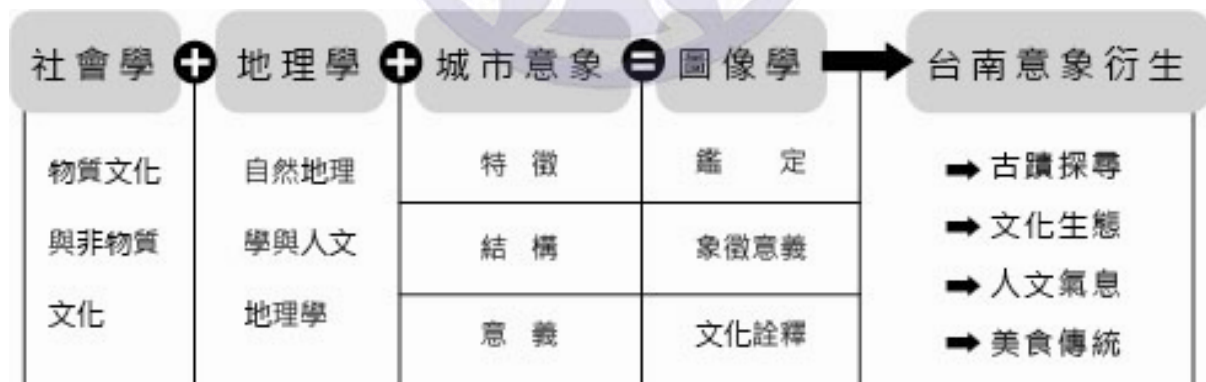 社會學 + 地理學 + 城市意象 = 圖像學 → 台南意象衍生
物質文化
與非物質
文化
自然地理
學與人文
地理學
特徵
結構
意義
鑑定
象徵意義
文化詮釋
➡ 古蹟探尋
➡ 文化生態
➡ 人文氣息
➡ 美食傳統